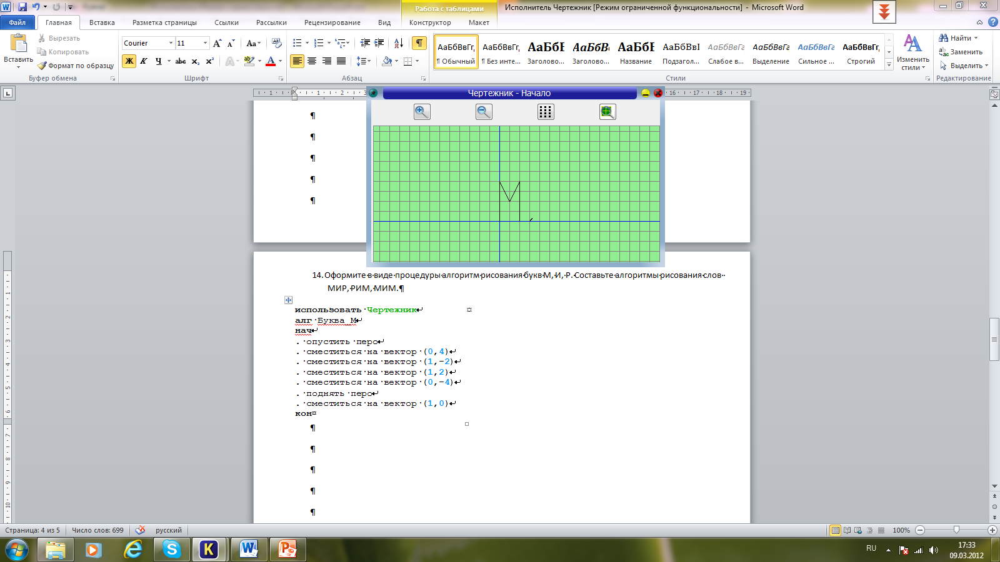 Работа с таблицами
Исполнитель Чертежник [Режим ограниченной функциональности] - Microsoft Word
Файл Главная Вставка Разметка страницы Ссылки Рассылки Рецензирование Вид Конструктор Макет
Вставить
Вырезать
Копировать
Формат по образцу
Буфер обмена
Courier 11
Ж К Ч abc x₂ x² Aa
Шрифт
Абзац
АаБбВвГг, АаБбВвГг, АаБбЕ АаБбВ АаБбЕ АаБбВвІ АаБбВвГг АаБбВвГг АаБбВвГг АаБбВвГг,
¶ Обычный ¶ Без инте... Заголово... Заголово... Название Подзагол... Слабое в... Выделение Сильное ... Строгий
Стили
Изменить стили
Найти
Заменить
Выделить
Редактирование
Чертежник - Начало
14. Оформите в виде процедуры алгоритм рисования букв М, И, Р. Составьте алгоритмы рисования слов
МИР, РИМ, МИМ.¶
использовать Чертежник
алг Буква_М
нач
. опустить перо
. сместиться на вектор (0,4)
. сместиться на вектор (1,-2)
. сместиться на вектор (1,2)
. сместиться на вектор (0,-4)
. поднять перо
. сместиться на вектор (1,0)
кон
Страница: 4 из 5 Число слов: 699 русский 100%
RU 17:33
09.03.2012